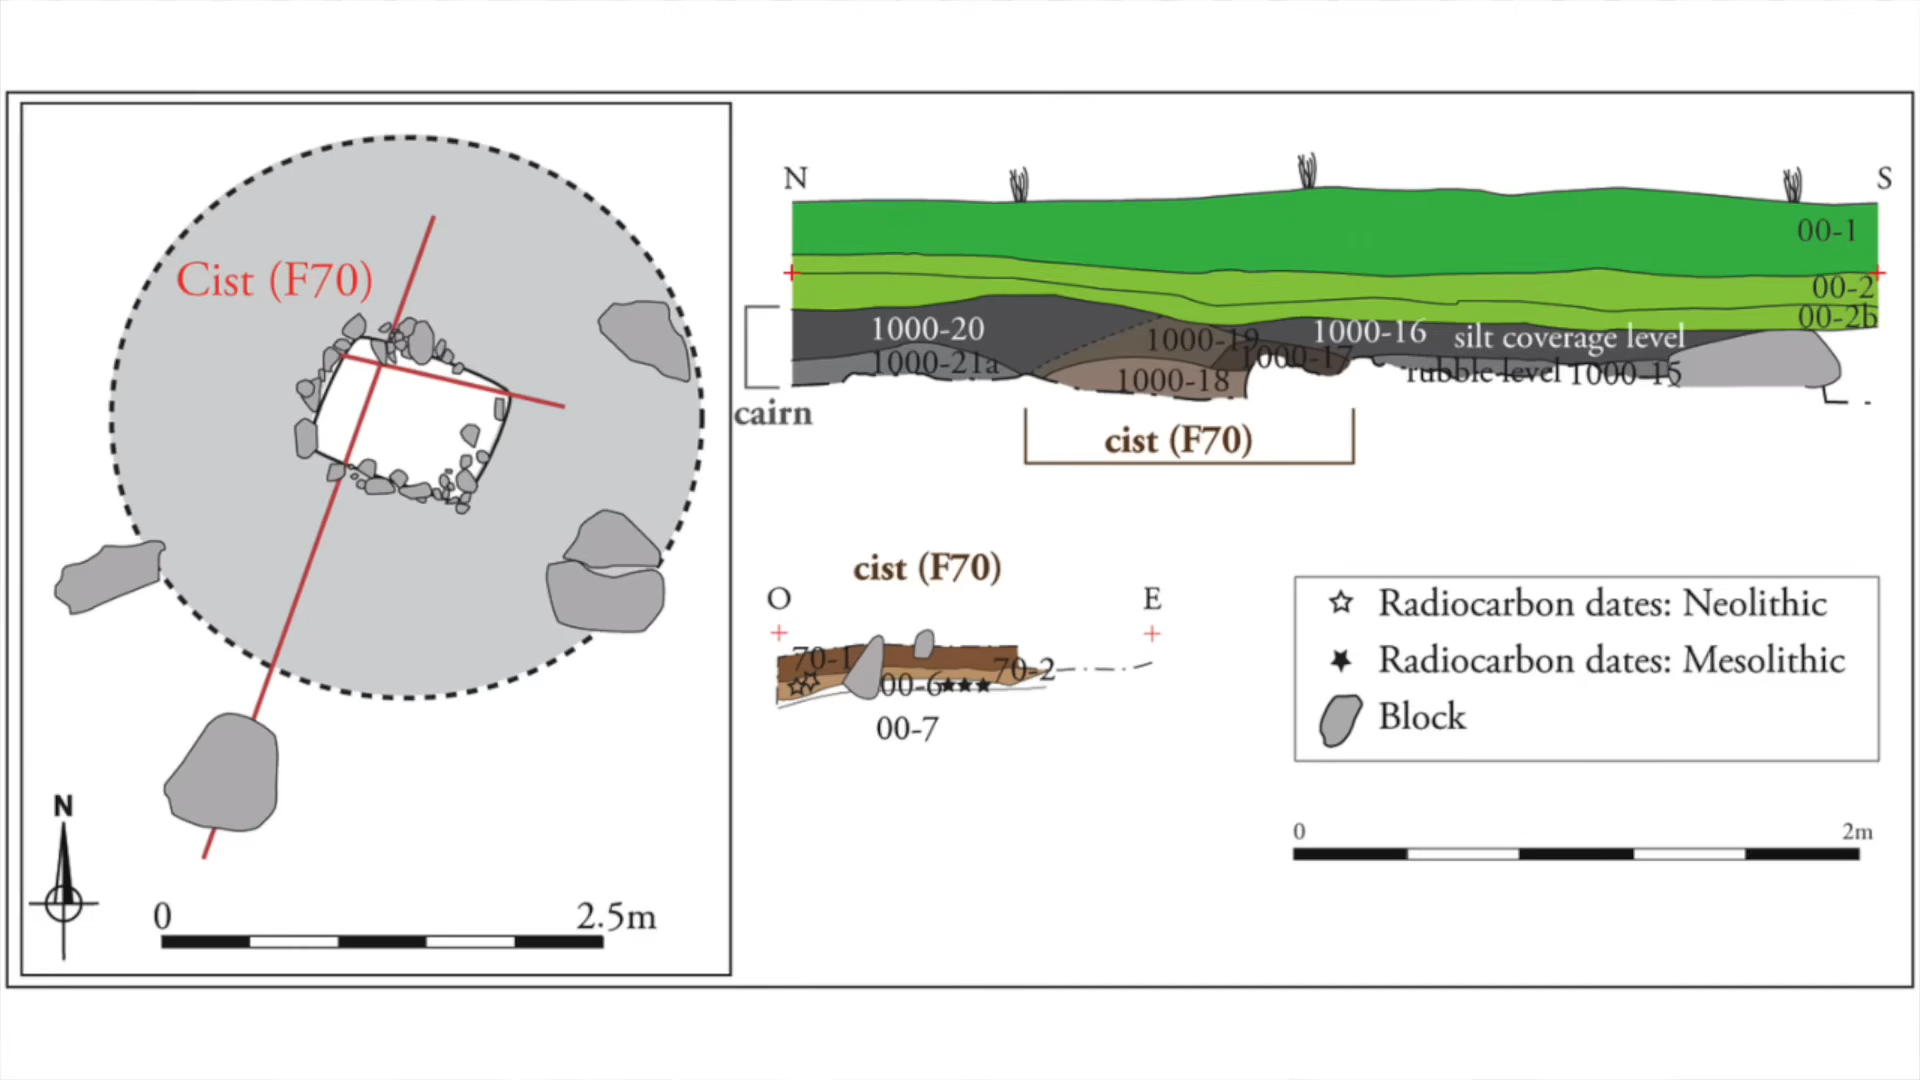 Cist (F70)
N
0 2.5m
N S
00-1
00-2
00-2b
1000-20
1000-19
1000-16
silt coverage level
1000-21a
1000-17
1000-18
rubble level 1000-15
cairn
cist (F70)
cist (F70)
O E
70-1
70-2
00-6
00-7
Radiocarbon dates: Neolithic
Radiocarbon dates: Mesolithic
Block
0 2m